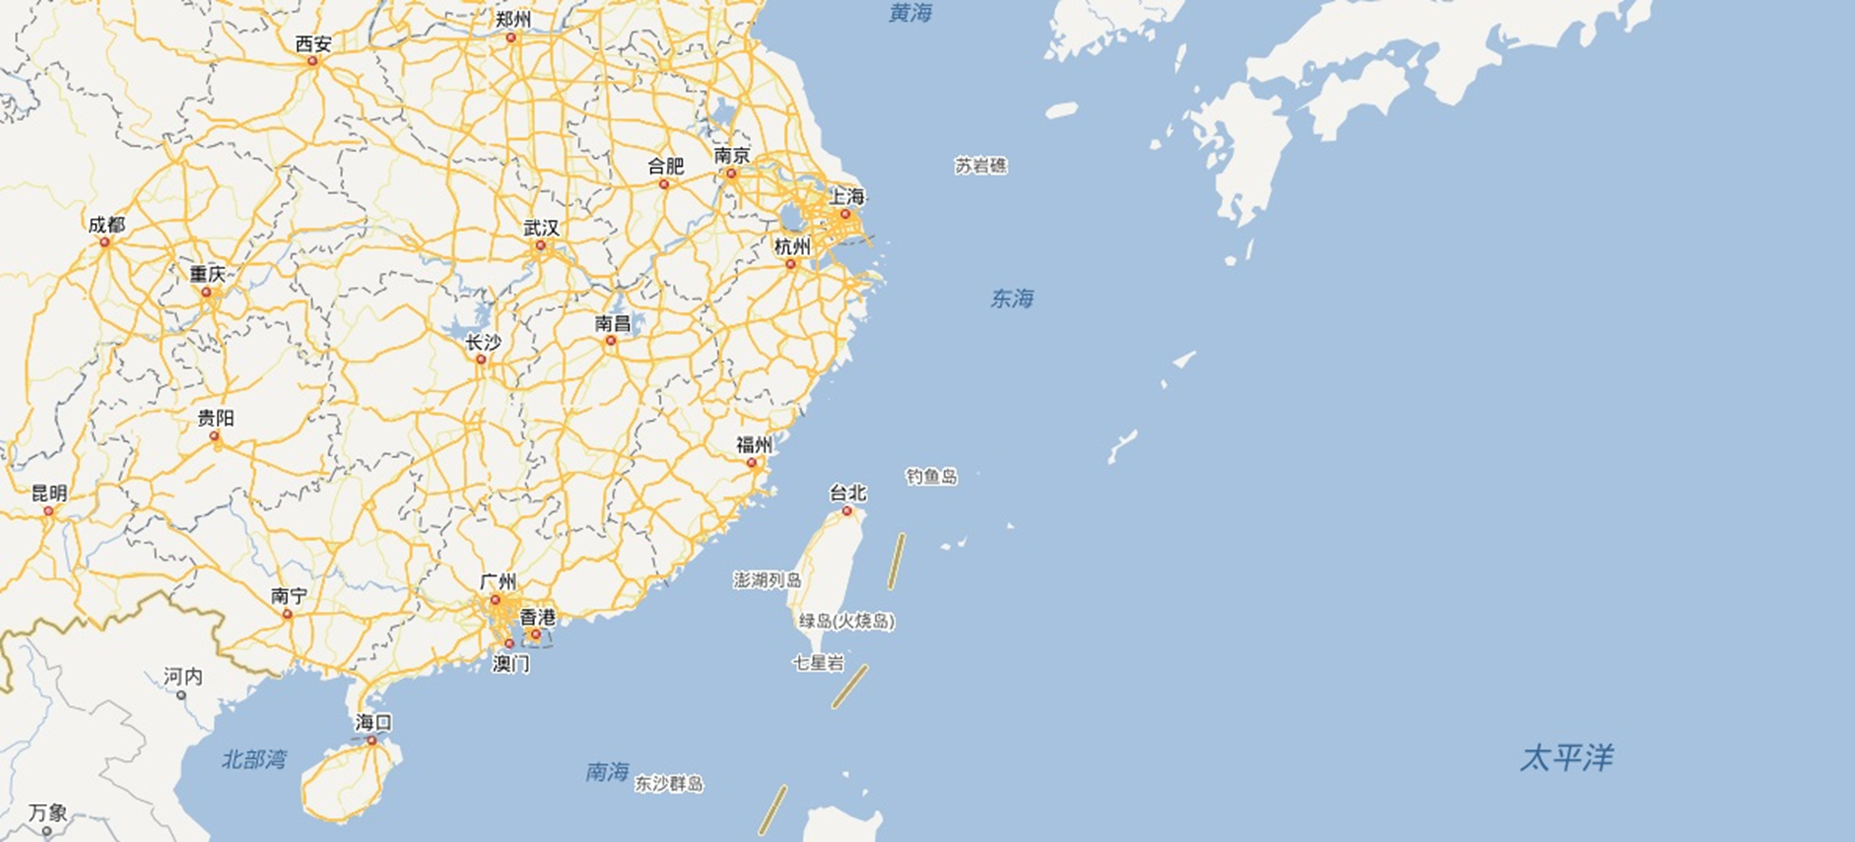 黄海
郑州
西安
苏岩礁
南京
合肥
上海
成都
武汉
杭州
重庆
东海
南昌
长沙
贵阳
福州
钓鱼岛
昆明
台北
澎湖列岛
广州
南宁
香港
绿岛(火烧岛)
澳门
七星岩
河内
海口
北部湾
太平洋
南海
东沙群岛
万象